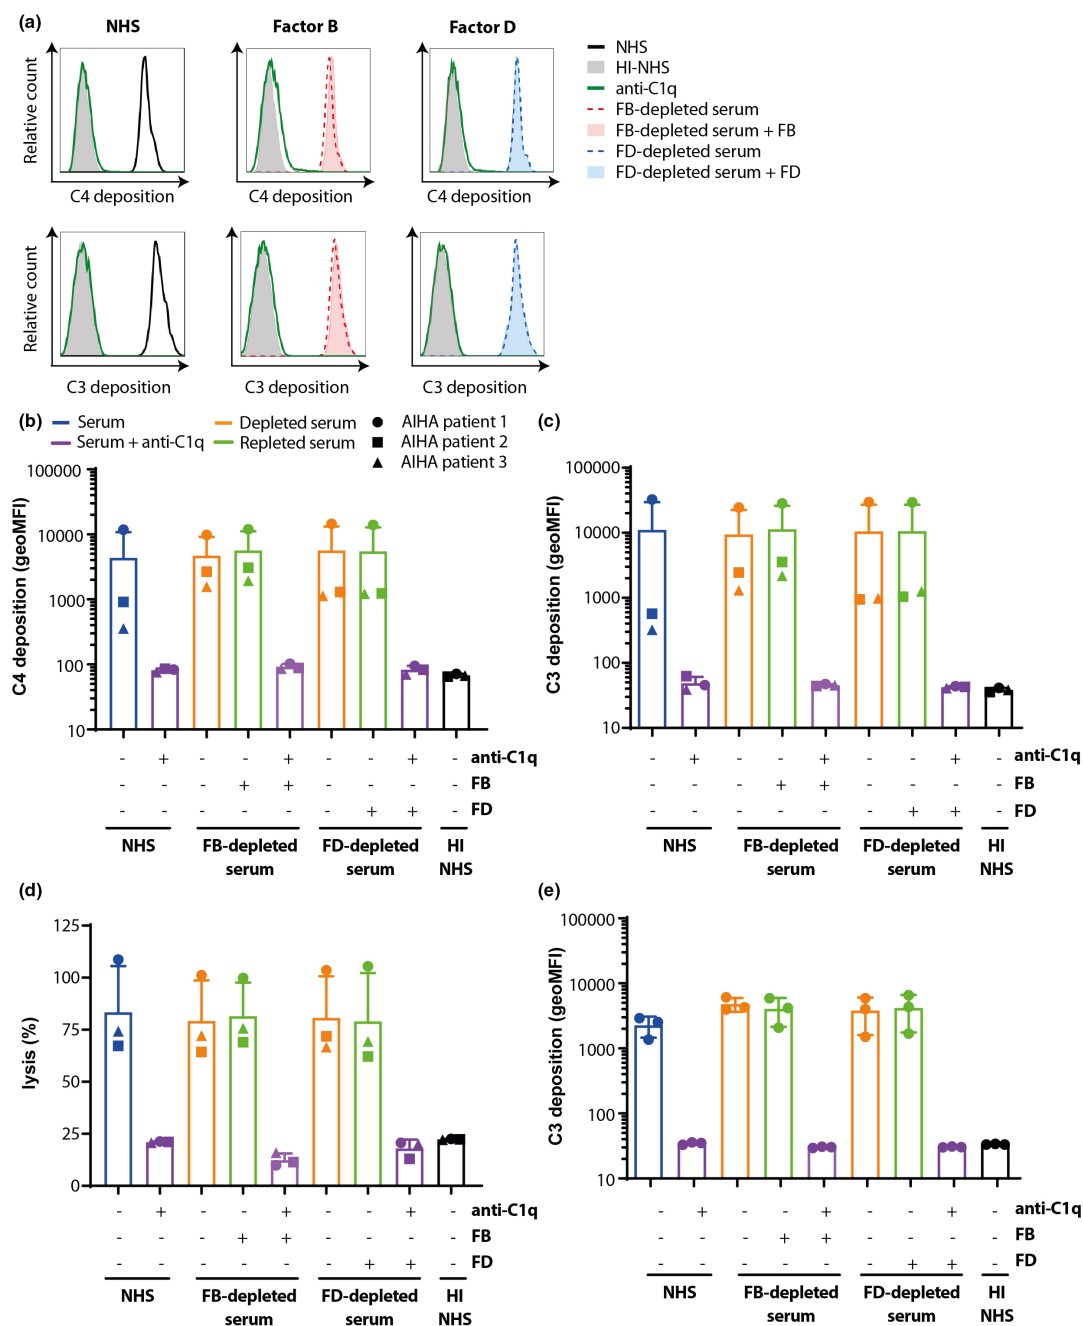 (a)
NHS
Factor B
Factor D
Relative count
C4 deposition
C4 deposition
C4 deposition
NHS
HI-NHS
anti-C1q
FB-depleted serum
FB-depleted serum + FB
FD-depleted serum
FD-depleted serum + FD
Relative count
C3 deposition
C3 deposition
C3 deposition
(b)
Serum
Serum + anti-C1q
Depleted serum
Repleted serum
AIHA patient 1
AIHA patient 2
AIHA patient 3
C4 deposition (geoMFI)
100000
10000
1000
100
10
- + - - + - - + - anti-C1q
- - - + + - - - - FB
- - - - - - + + - FD
NHS
FB-depleted serum
FD-depleted serum
HI NHS
(c)
C3 deposition (geoMFI)
100000
10000
1000
100
10
- + - - + - - + - anti-C1q
- - - + + - - - - FB
- - - - - - + + - FD
NHS
FB-depleted serum
FD-depleted serum
HI NHS
(d)
lysis (%)
125
100
75
50
25
0
- + - - + - - + - anti-C1q
- - - + + - - - - FB
- - - - - - + + - FD
NHS
FB-depleted serum
FD-depleted serum
HI NHS
(e)
C3 deposition (geoMFI)
100000
10000
1000
100
10
- + - - + - - + - anti-C1q
- - - + + - - - - FB
- - - - - - + + - FD
NHS
FB-depleted serum
FD-depleted serum
HI NHS